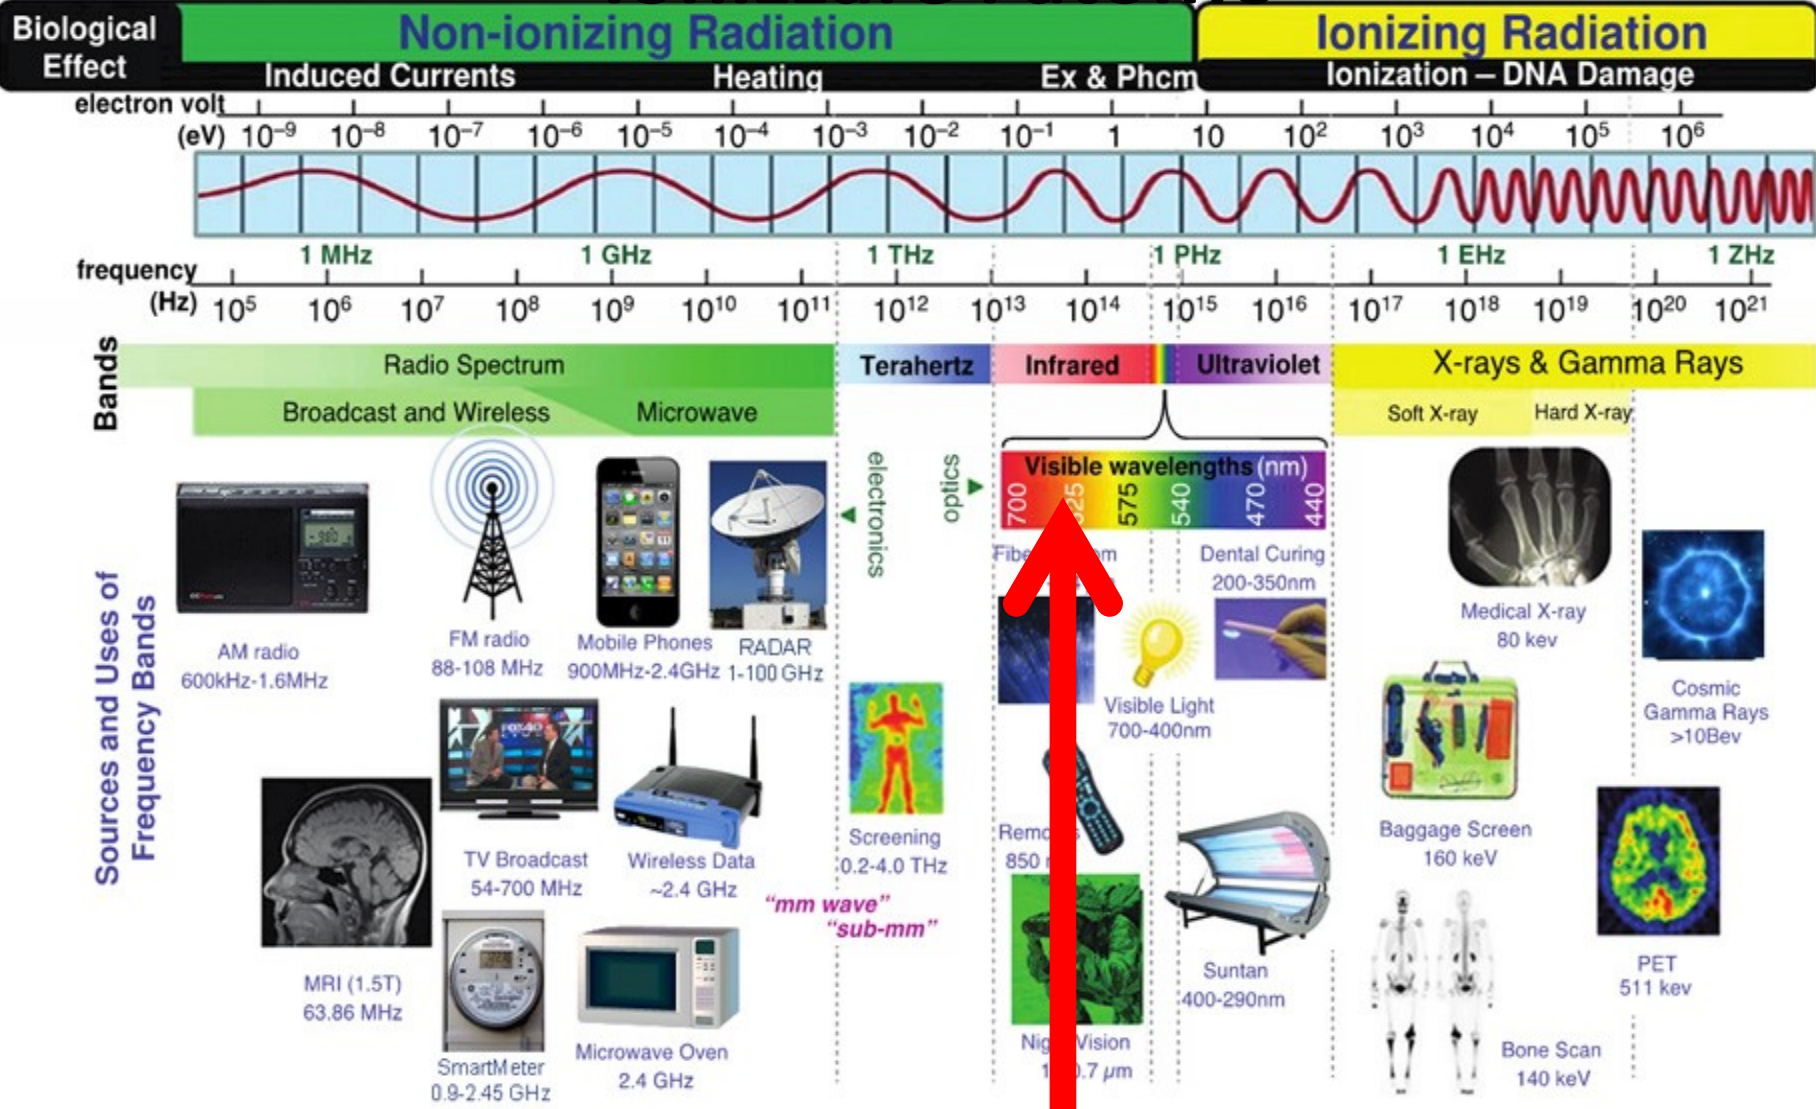 Biological
Effect
Non-ionizing Radiation
Ionizing Radiation
Induced Currents
Heating
Ex & Phcm
Ionization – DNA Damage
electron volt
(eV) 10–9 10–8 10–7 10–6 10–5 10–4 10–3 10–2 10–1 1 10 102 103 104 105 106
1 MHz 1 GHz 1 THz 1 PHz 1 EHz 1 ZHz
frequency
(Hz) 105 106 107 108 109 1010 1011 1012 1013 1014 1015 1016 1017 1018 1019 1020 1021
Bands
Radio Spectrum
Terahertz
Infrared
Ultraviolet
X-rays & Gamma Rays
Broadcast and Wireless
Microwave
Soft X-ray
Hard X-ray
electronics
optics
Visible wavelengths (nm)
700 575 540 470 440
Sources and Uses of
Frequency Bands
AM radio
600kHz-1.6MHz
FM radio
88-108 MHz
Mobile Phones
900MHz-2.4GHz
RADAR
1-100 GHz
Dental Curing
200-350nm
Medical X-ray
80 kev
Visible Light
700-400nm
Cosmic
Gamma Rays
>10Bev
TV Broadcast
54-700 MHz
Wireless Data
~2.4 GHz
Screening
0.2-4.0 THz
850
Baggage Screen
160 keV
"mm wave"
"sub-mm"
MRI (1.5T)
63.86 MHz
SmartMeter
0.9-2.45 GHz
Microwave Oven
2.4 GHz
Vision
0.7 µm
Suntan
400-290nm
PET
511 kev
Bone Scan
140 keV